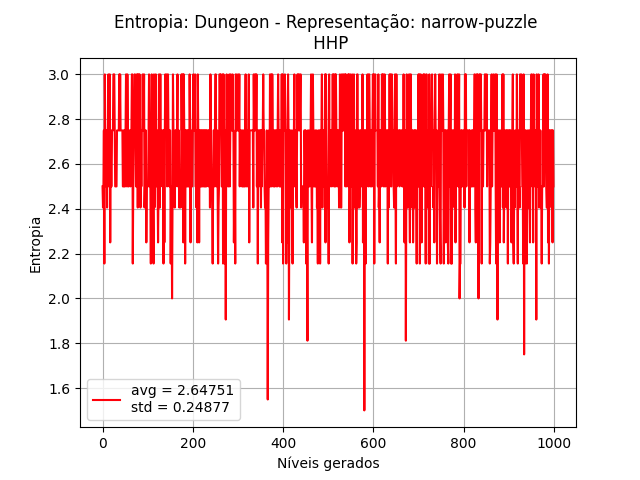 Entropia: Dungeon - Representação: narrow-puzzle
HHP
3.0
2.8
2.6
2.4
2.2
2.0
1.8
1.6
Entropia
avg = 2.64751
std = 0.24877
0 200 400 600 800 1000
Níveis gerados